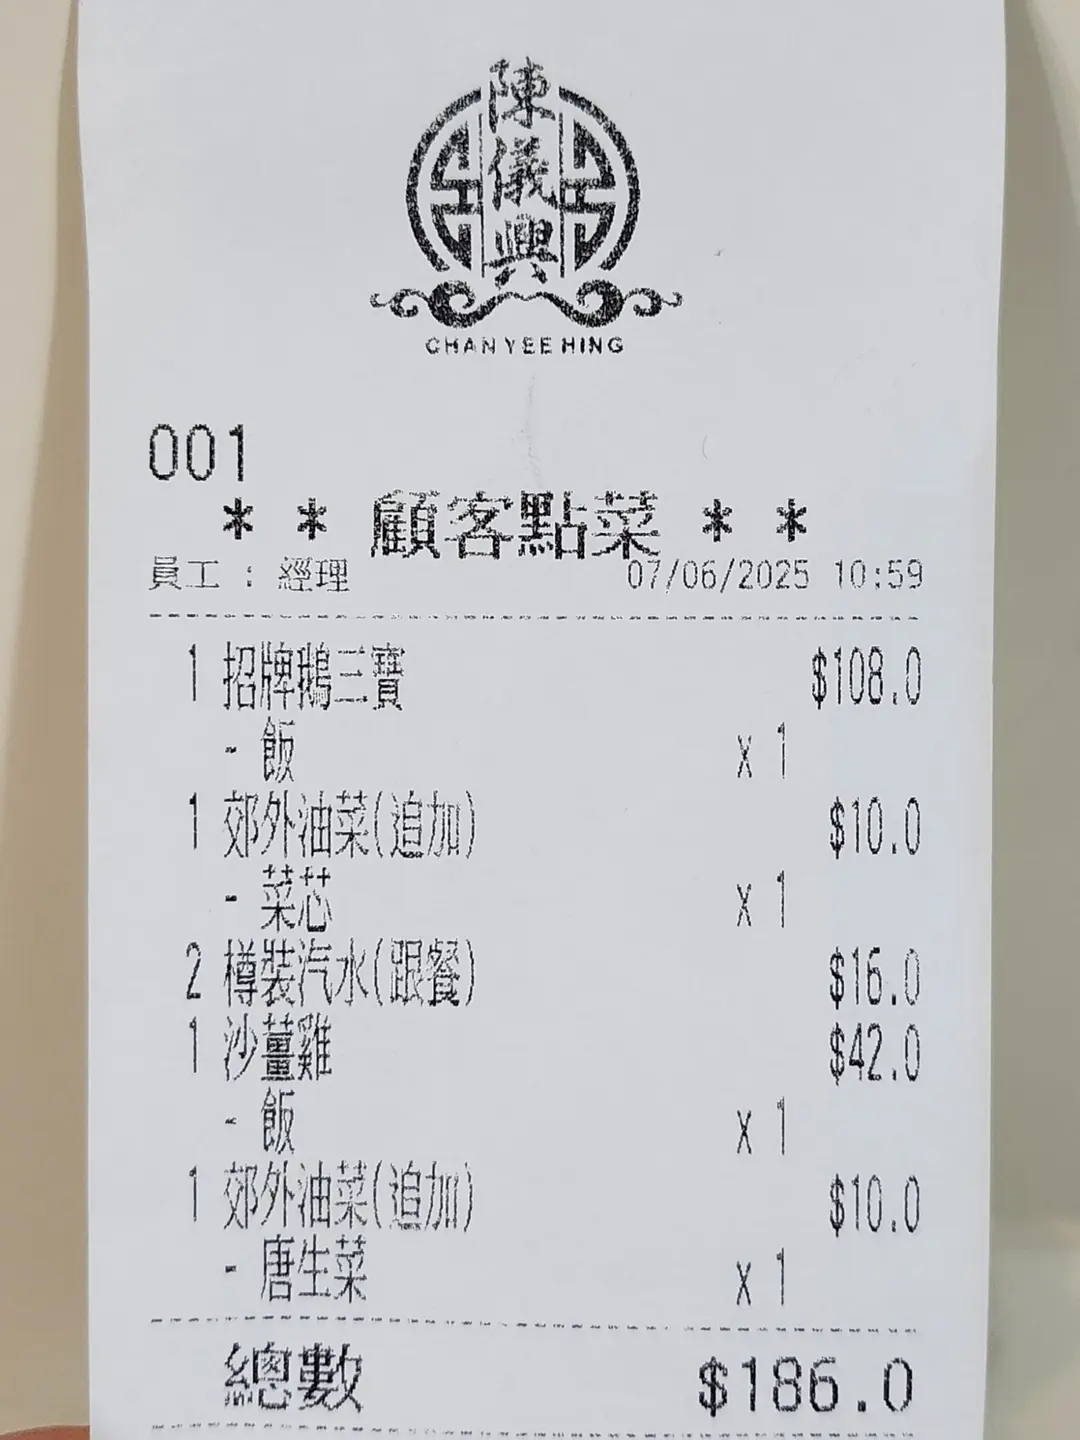 陳儀興
CHAN YEE HING
001
* * 顧客點菜 * *
員工 : 經理 07/06/2025 10:59
1 招牌鵝三寶 $108.0
- 飯 x 1
1 郊外油菜(追加) $10.0
- 菜芯 x 1
2 樽裝汽水(跟餐) $16.0
1 沙薑雞 $42.0
- 飯 x 1
1 郊外油菜(追加) $10.0
- 唐生菜 x 1
總數 $186.0